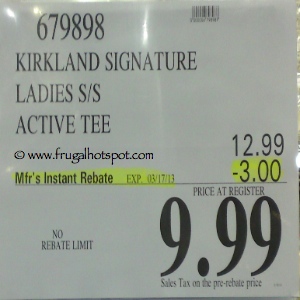 679898
KIRKLAND SIGNATURE
LADIES S/S
ACTIVE TEE
© www.frugalhotspot.com
12.99
Mfr's Instant Rebate EXP. 03/17/13 -3.00
PRICE AT REGISTER
NO
REBATE LIMIT
9.99
Sales Tax on the pre-rebate price